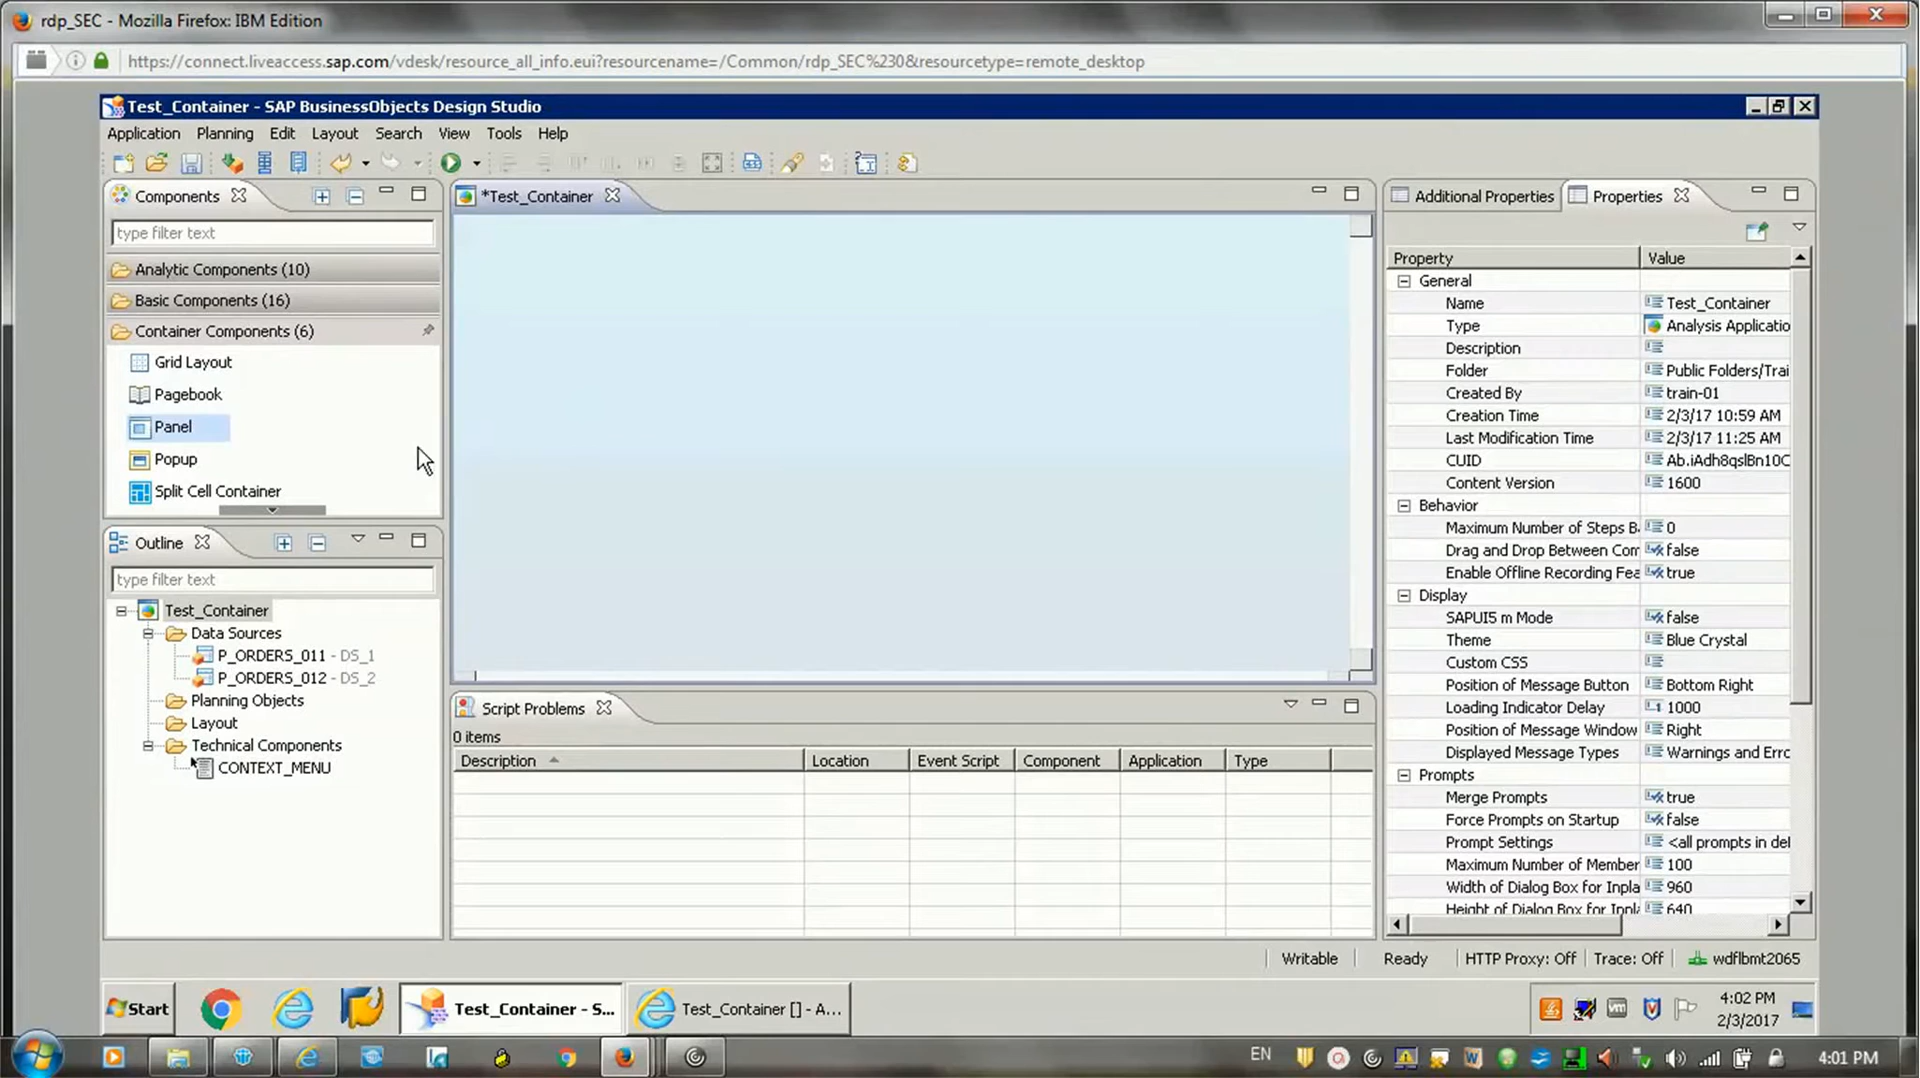 rdp_SEC - Mozilla Firefox: IBM Edition
https://connect.liveaccess.sap.com/vdesk/resource_all_info.eui?resourcename=/Common/rdp_SEC%230&resourcetype=remote_desktop
Test_Container - SAP BusinessObjects Design Studio
Application Planning Edit Layout Search View Tools Help
Components
type filter text
Analytic Components (10)
Basic Components (16)
Container Components (6)
Grid Layout
Pagebook
Panel
Popup
Split Cell Container
Outline
type filter text
Test_Container
Data Sources
P_ORDERS_011 - DS_1
P_ORDERS_012 - DS_2
Planning Objects
Layout
Technical Components
CONTEXT_MENU
*Test_Container
Script Problems
0 items
Description Location Event Script Component Application Type
Additional Properties Properties
Property Value
General
Name Test_Container
Type Analysis Applicatio
Description
Folder Public Folders/Trai
Created By train-01
Creation Time 2/3/17 10:59 AM
Last Modification Time 2/3/17 11:25 AM
CUID
Content Version 1600
Behavior
Maximum Number of Steps B 0
Drag and Drop Between Com false
Enable Offline Recording Fea true
Display
SAPUI5 m Mode false
Theme Blue Crystal
Custom CSS
Position of Message Button Bottom Right
Loading Indicator Delay 1000
Position of Message Window Right
Displayed Message Types Warnings and Erro
Prompts
Merge Prompts true
Force Prompts on Startup false
Prompt Settings <all prompts in de
Maximum Number of Member 100
Width of Dialog Box for Inpla 960
Height of Dialog Box for Inpl 640
Writable Ready HTTP Proxy: Off Trace: Off wdflbmt2065
Start Test_Container - S... Test_Container [] - A...
4:02 PM
2/3/2017
EN 4:01 PM